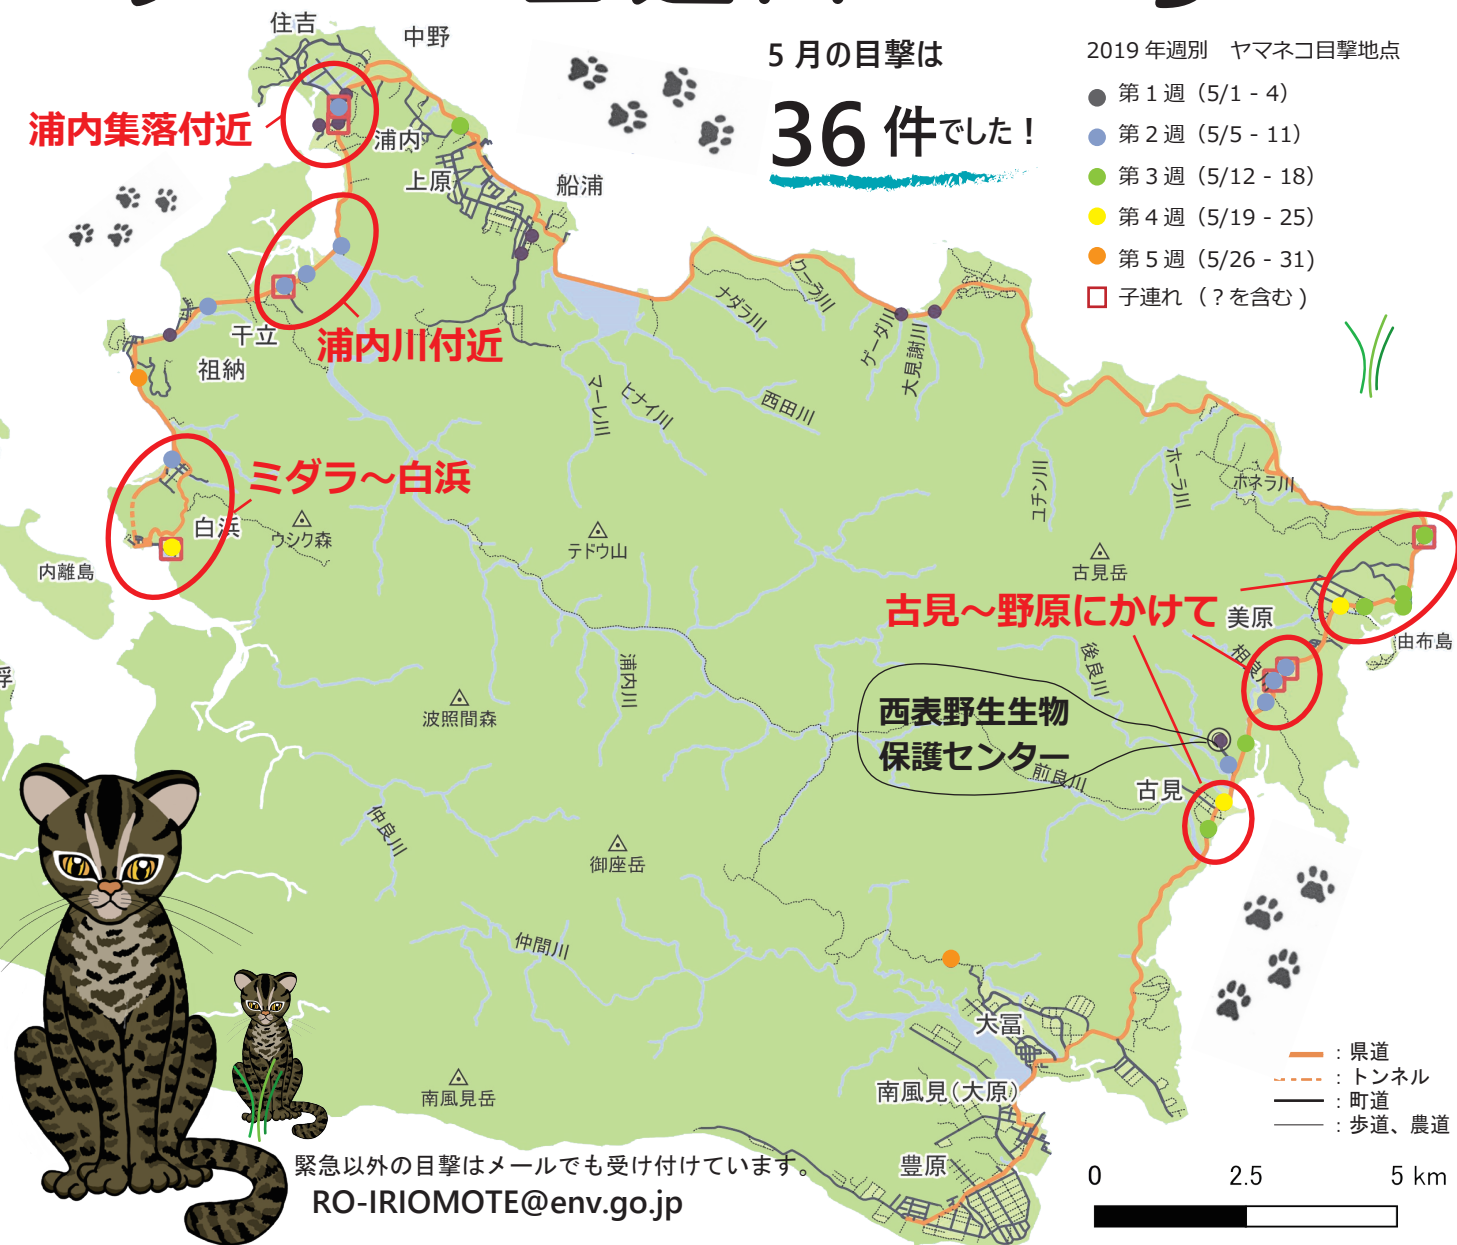 住吉
中野
5 月の目撃は
36 件でした！
2019 年週別　ヤマネコ目撃地点
第 1 週（5/1 - 4）
第 2 週（5/5 - 11）
第 3 週（5/12 - 18）
第 4 週（5/19 - 25）
第 5 週（5/26 - 31）
子連れ （？を含む）
浦内集落付近
浦内
上原
船浦
浦内川付近
干立
祖納
クーラ川
ナダラ川
ゲーダ川
大見謝川
マーレ川
ヒナイ川
西田川
ユチン川
ホーラ川
ホネラ川
ミダラ～白浜
白浜
ウシク森
テドウ山
古見岳
内離島
古見～野原にかけて
美原
由布島
相良川
後良川
浦内川
波照間森
西表野生生物
保護センター
前良川
古見
仲良川
御座岳
仲間川
大冨
南風見岳
南風見（大原）
豊原
：県道
：トンネル
：町道
：歩道、農道
緊急以外の目撃はメールでも受け付けています。
RO-IRIOMOTE@env.go.jp
0 2.5 5 km